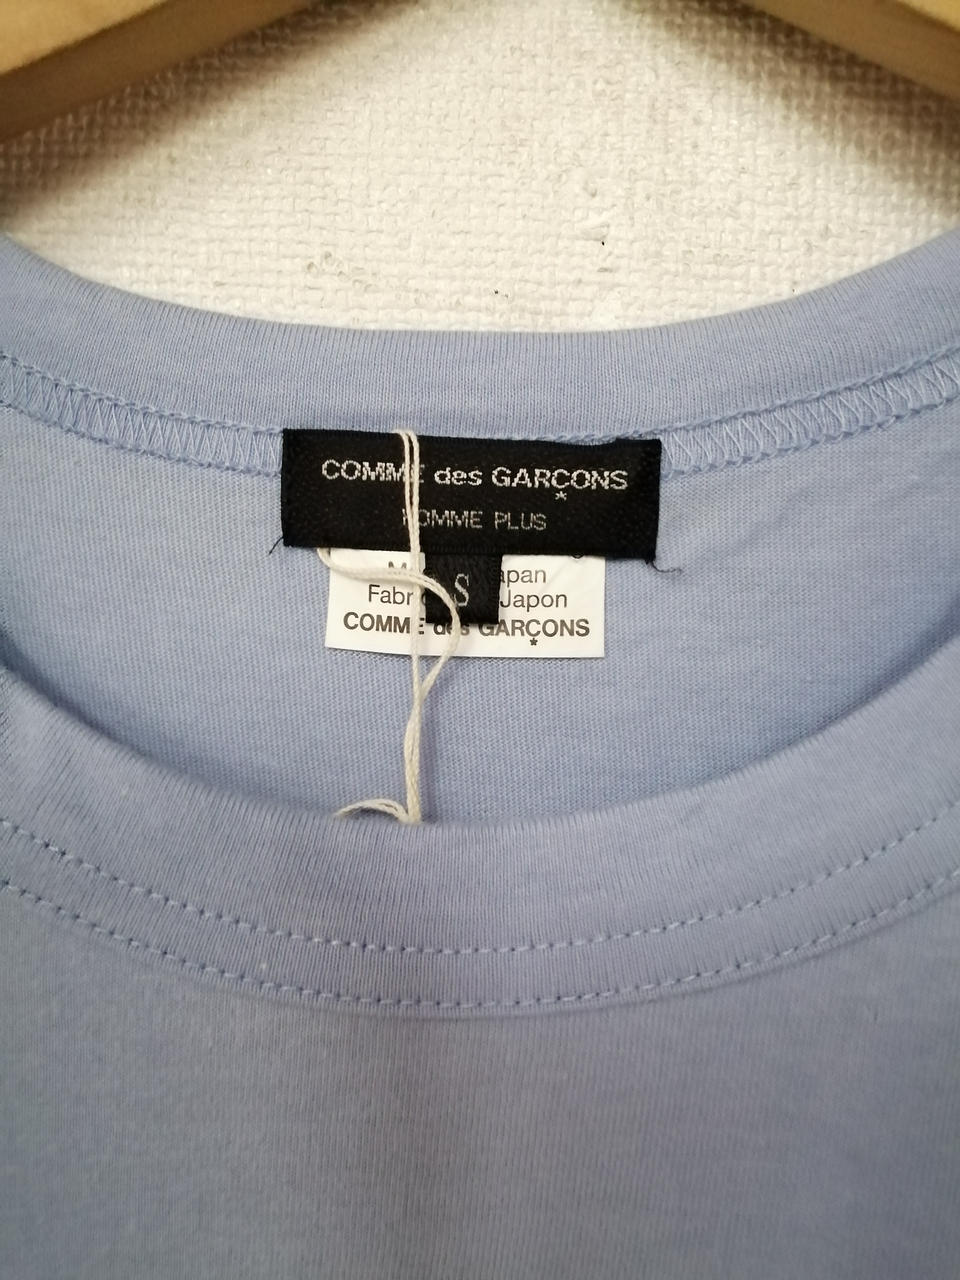 COMME des GARÇONS
HOMME PLUS
S
Japan
Japon
COMME des GARÇONS